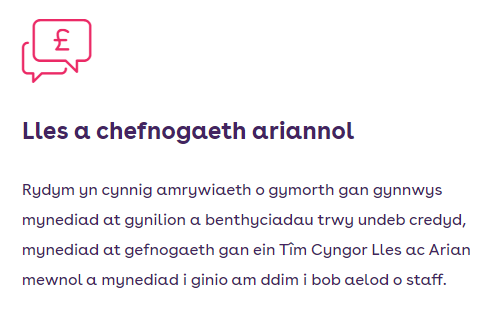 £
Lles a chefnogaeth ariannol
Rydym yn cynnig amrywiaeth o gymorth gan gynnwys
mynediad at gynilion a benthyciadau trwy undeb credyd,
mynediad at gefnogaeth gan ein Tîm Cyngor Lles ac Arian
mewnol a mynediad i ginio am ddim i bob aelod o staff.